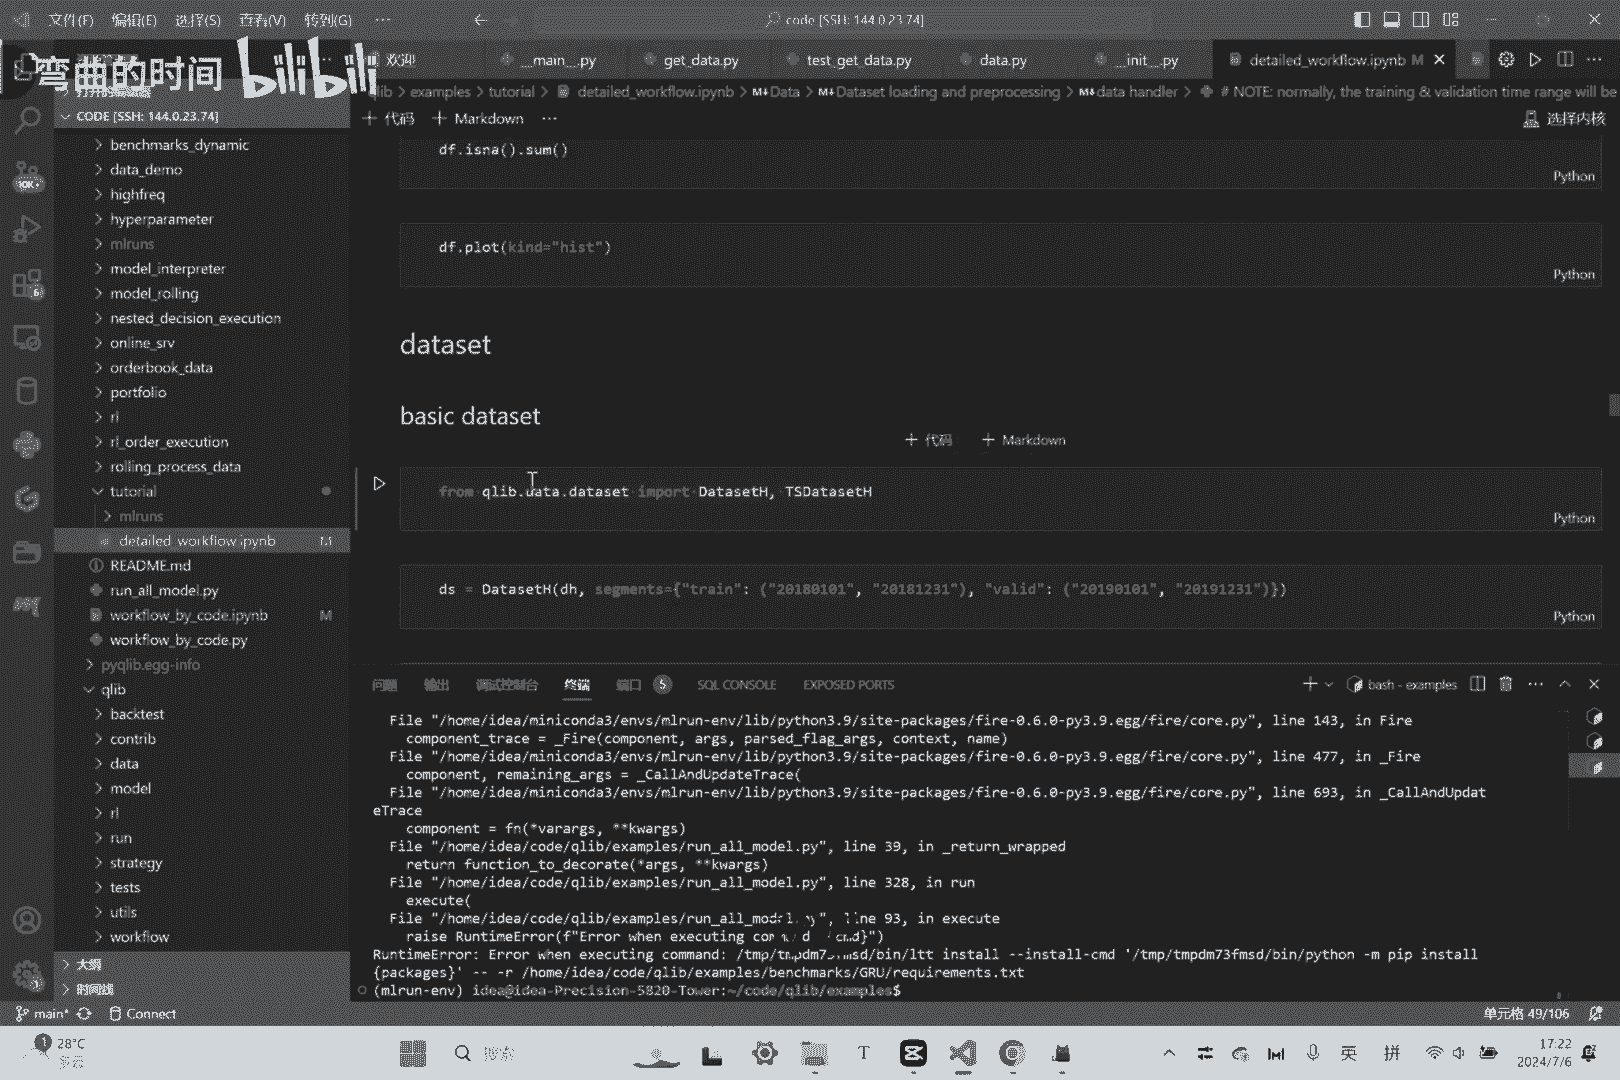 文件(F) 编辑(E) 选择(S) 查看(V) 转到(G) ··· code [SSH: 144.0.23.74]
弯曲的时间 bilibili
欢迎 __main__.py get_data.py test_get_data.py data.py __init__.py detailed_workflow.ipynb M
qlib > examples > tutorial > detailed_workflow.ipynb > M↓Data > M↓Dataset loading and preprocessing > M↓data handler > # NOTE: normally, the training & validation time range will be
CODE [SSH: 144.0.23.74]
+ 代码 + Markdown ··· 选择内核
benchmarks_dynamic
data_demo
highfreq
hyperparameter
mlruns
model_interpreter
model_rolling
nested_decision_execution
online_srv
orderbook_data
portfolio
rl
rl_order_execution
rolling_process_data
tutorial
mlruns
detailed_workflow.ipynb M
README.md
run_all_model.py
workflow_by_code.ipynb M
workflow_by_code.py
pyqlib.egg-info
qlib
backtest
contrib
data
model
rl
run
strategy
tests
utils
workflow
大纲
时间线
10K+
6
1
df.isna().sum()
Python
df.plot(kind="hist")
Python
dataset
basic dataset
+ 代码 + Markdown
from qlib.data.dataset import DatasetH, TSDatasetH
Python
ds = DatasetH(dh, segments={"train": ("20180101", "20181231"), "valid": ("20190101", "20191231")})
Python
问题 输出 调试控制台 终端 端口 5 SQL CONSOLE EXPOSED PORTS bash - examples
File "/home/idea/miniconda3/envs/mlrun-env/lib/python3.9/site-packages/fire-0.6.0-py3.9.egg/fire/core.py", line 143, in Fire
component_trace = _Fire(component, args, parsed_flag_args, context, name)
File "/home/idea/miniconda3/envs/mlrun-env/lib/python3.9/site-packages/fire-0.6.0-py3.9.egg/fire/core.py", line 477, in _Fire
component, remaining_args = _CallAndUpdateTrace(
File "/home/idea/miniconda3/envs/mlrun-env/lib/python3.9/site-packages/fire-0.6.0-py3.9.egg/fire/core.py", line 693, in _CallAndUpdat
eTrace
component = fn(*varargs, **kwargs)
File "/home/idea/code/qlib/examples/run_all_model.py", line 39, in _return_wrapped
return function_to_decorate(*args, **kwargs)
File "/home/idea/code/qlib/examples/run_all_model.py", line 328, in run
execute(
File "/home/idea/code/qlib/examples/run_all_model.py", line 93, in execute
raise RuntimeError(f"Error when executing command: {cmd}")
RuntimeError: Error when executing command: /tmp/tmpdm73fmsd/bin/ltt install --install-cmd '/tmp/tmpdm73fmsd/bin/python -m pip install
{packages}' -- -r /home/idea/code/qlib/examples/benchmarks/GRU/requirements.txt
(mlrun-env) idea@idea-Precision-5820-Tower:~/code/qlib/examples$
main* Connect 单元格 49/106
1 28°C
多云
搜索
英 拼
17:22
2024/7/6